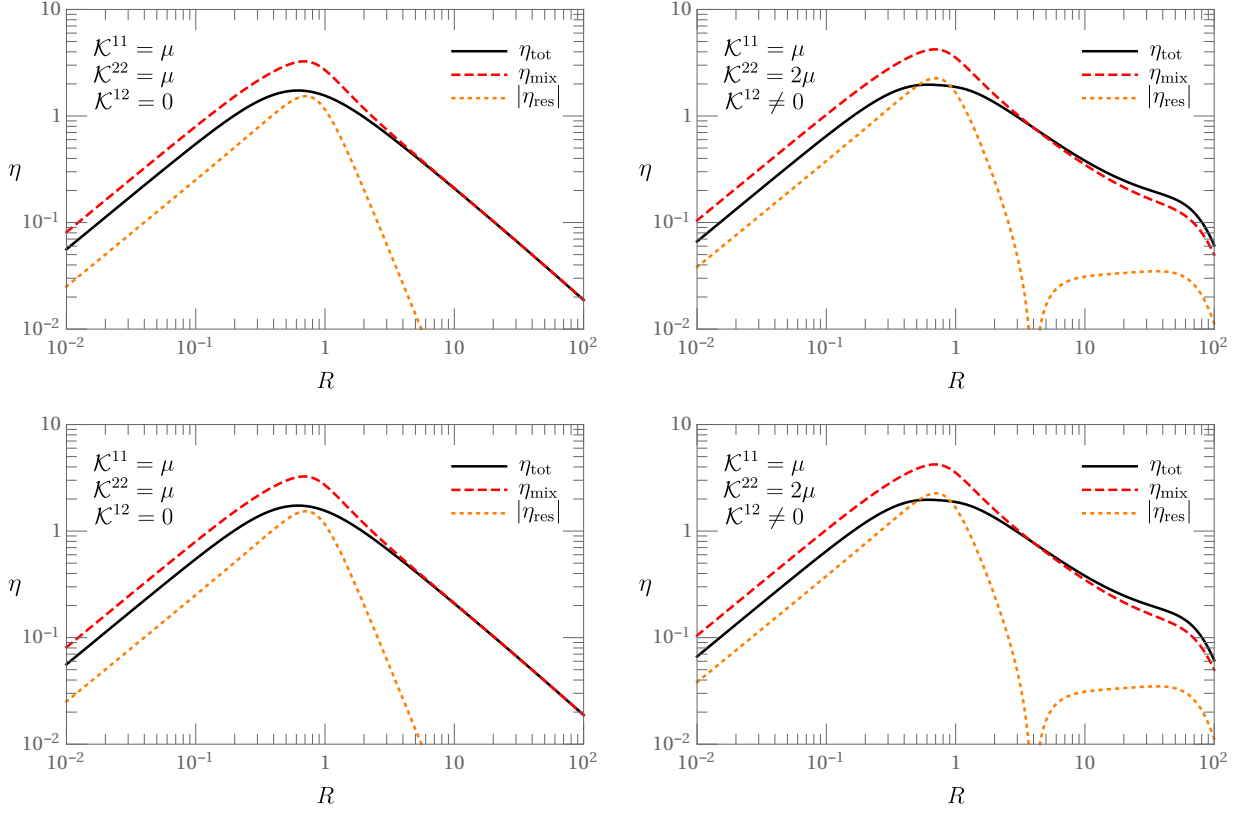 10
1
10⁻¹
10⁻²
η
𝒦¹¹ = μ
𝒦²² = μ
𝒦¹² = 0
η_tot
η_mix
|η_res|
10⁻² 10⁻¹ 1 10 10²
R
10
1
10⁻¹
10⁻²
η
𝒦¹¹ = μ
𝒦²² = 2μ
𝒦¹² ≠ 0
η_tot
η_mix
|η_res|
10⁻² 10⁻¹ 1 10 10²
R
10
1
10⁻¹
10⁻²
η
𝒦¹¹ = μ
𝒦²² = μ
𝒦¹² = 0
η_tot
η_mix
|η_res|
10⁻² 10⁻¹ 1 10 10²
R
10
1
10⁻¹
10⁻²
η
𝒦¹¹ = μ
𝒦²² = 2μ
𝒦¹² ≠ 0
η_tot
η_mix
|η_res|
10⁻² 10⁻¹ 1 10 10²
R